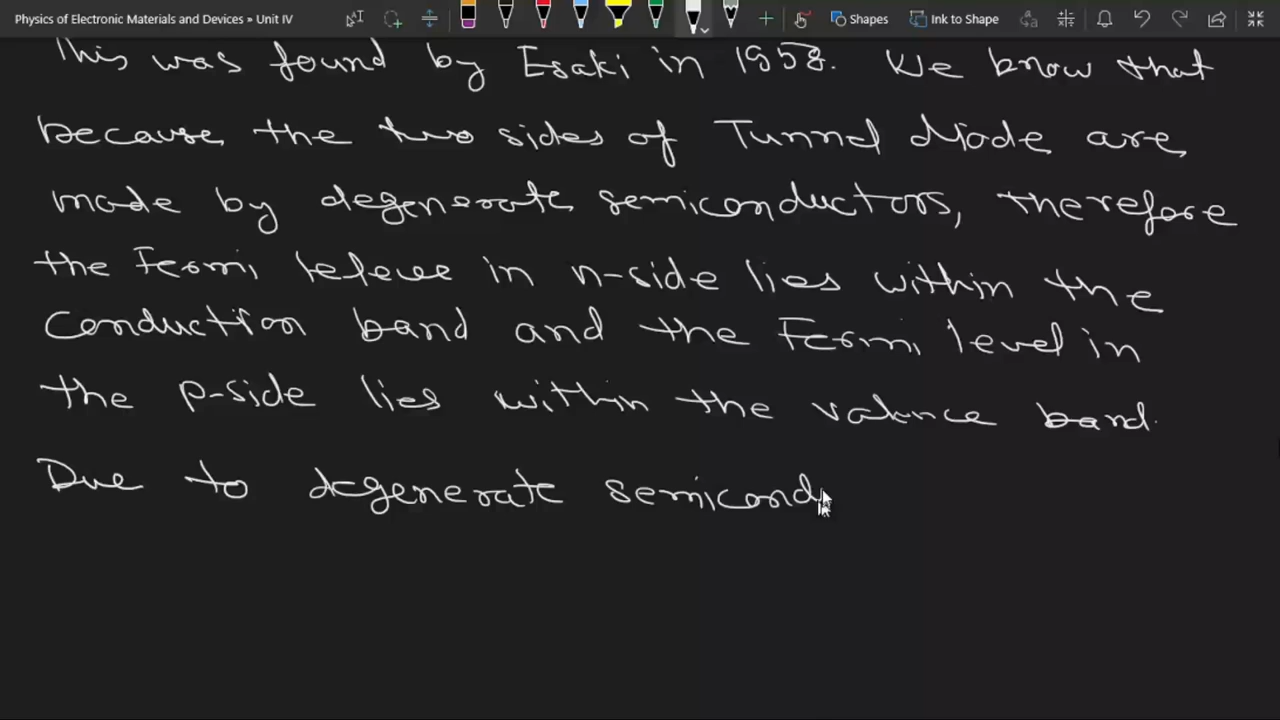 Physics of Electronic Materials and Devices » Unit IV
Shapes
Ink to Shape
This was found by Esaki in 1958. We know that
because the two sides of Tunnel diode are
made by degenerate semiconductors, therefore
the Fermi in n-side lies within the
Conduction band and the Fermi level in
the p-side lies within the valence band.
Due to degenerate semicond